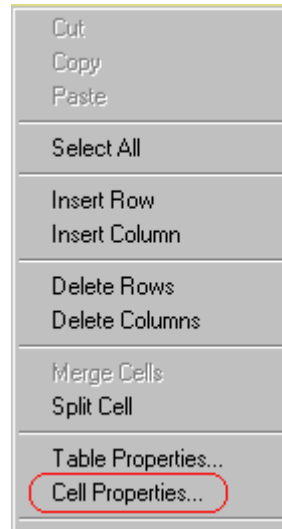 Cut
Copy
Paste
Select All
Insert Row
Insert Column
Delete Rows
Delete Columns
Merge Cells
Split Cell
Table Properties...
Cell Properties...